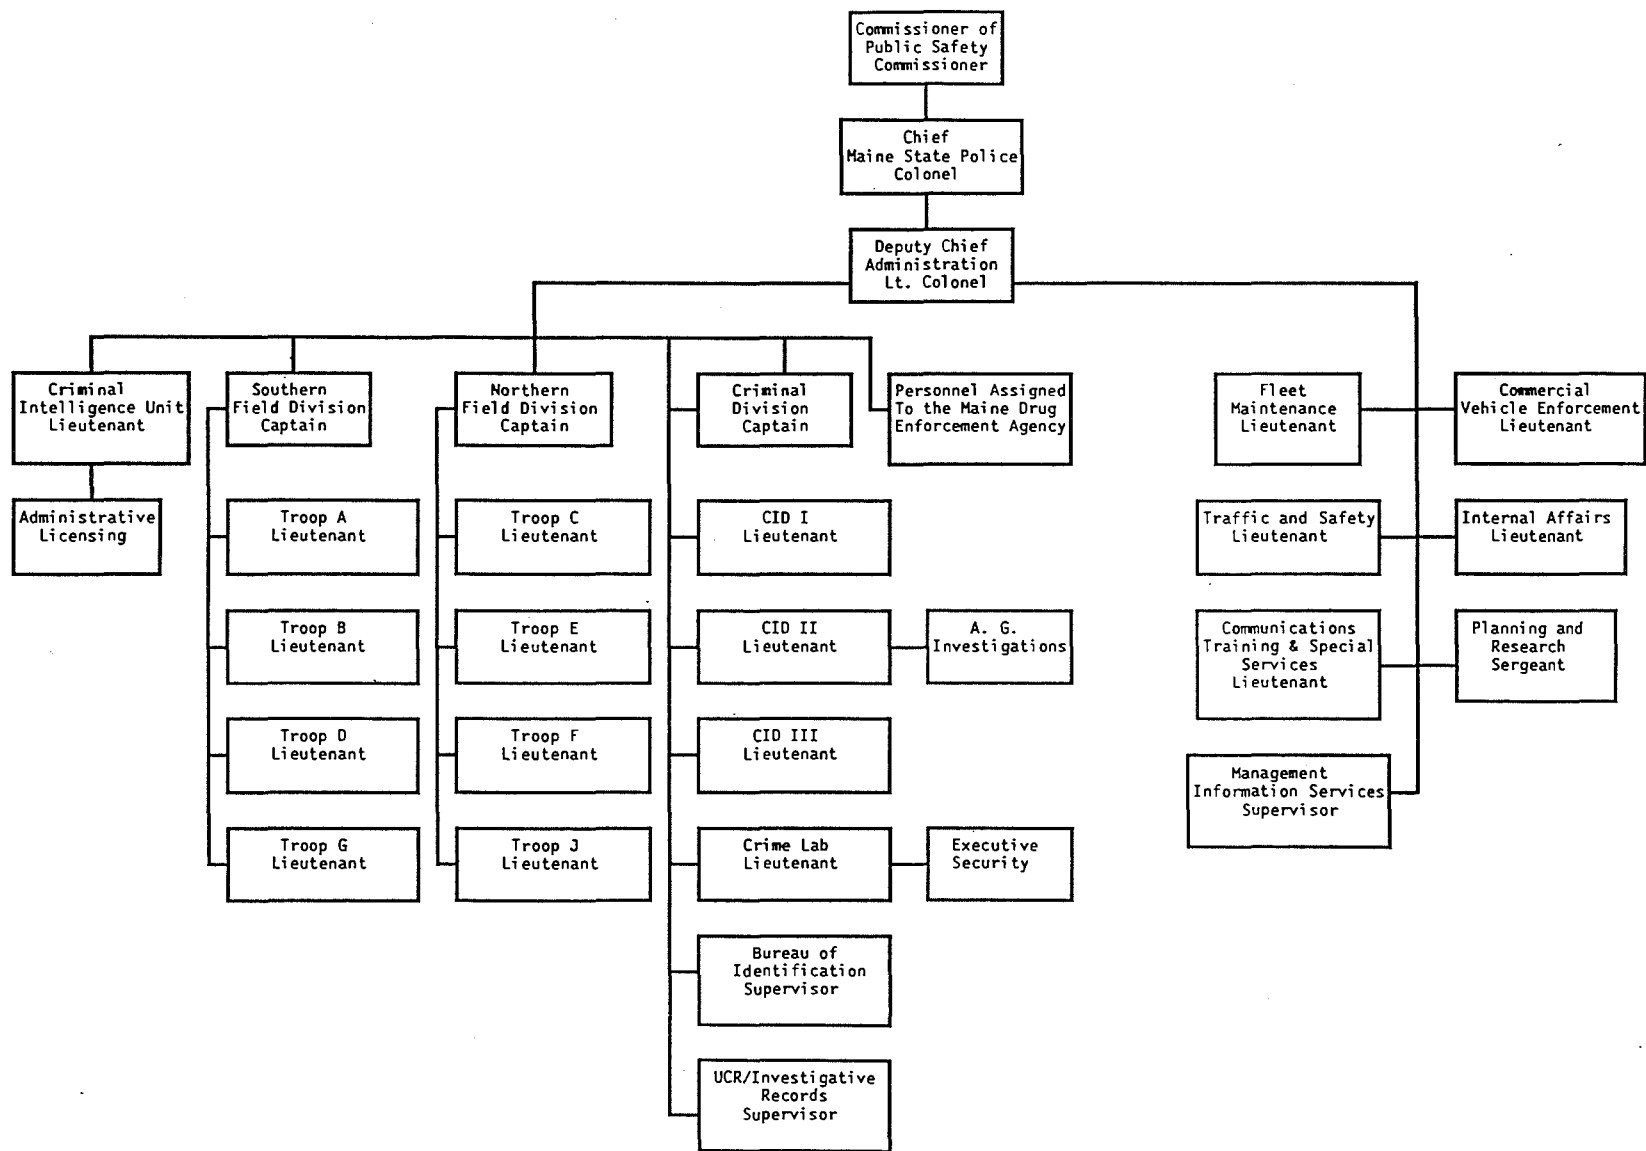 Commissioner of
Public Safety
Commissioner
Chief
Maine State Police
Colonel
Deputy Chief
Administration
Lt. Colonel
Criminal
Intelligence Unit
Lieutenant
Southern
Field Division
Captain
Northern
Field Division
Captain
Criminal
Division
Captain
Personnel Assigned
To the Maine Drug
Enforcement Agency
Fleet
Maintenance
Lieutenant
Commercial
Vehicle Enforcement
Lieutenant
Administrative
Licensing
Troop A
Lieutenant
Troop C
Lieutenant
CID I
Lieutenant
Traffic and Safety
Lieutenant
Internal Affairs
Lieutenant
Troop B
Lieutenant
Troop E
Lieutenant
CID II
Lieutenant
A. G.
Investigations
Communications
Training & Special
Services
Lieutenant
Planning and
Research
Sergeant
Troop D
Lieutenant
Troop F
Lieutenant
CID III
Lieutenant
Management
Information Services
Supervisor
Troop G
Lieutenant
Troop J
Lieutenant
Crime Lab
Lieutenant
Executive
Security
Bureau of
Identification
Supervisor
UCR/Investigative
Records
Supervisor